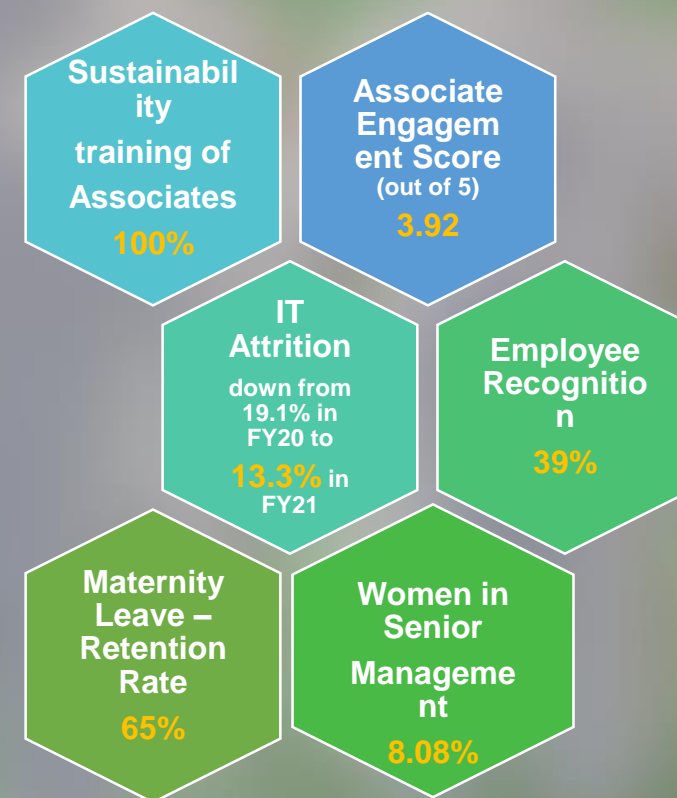 Sustainabil
ity
training of
Associates
100%
Associate
Engagem
ent Score
(out of 5)
3.92
IT
Attrition
down from
19.1% in
FY20 to
13.3% in
FY21
Employee
Recognitio
n
39%
Maternity
Leave –
Retention
Rate
65%
Women in
Senior
Manageme
nt
8.08%